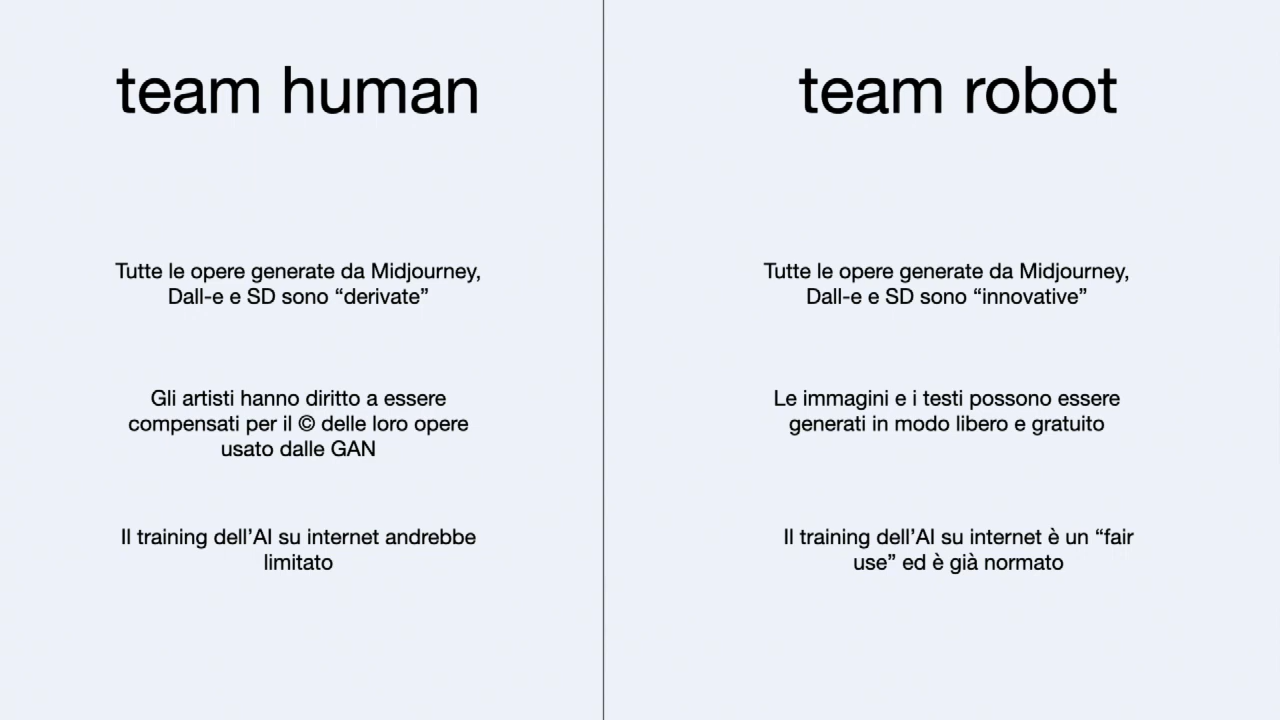 team human
Tutte le opere generate da Midjourney,
Dall-e e SD sono “derivate”
Gli artisti hanno diritto a essere
compensati per il © delle loro opere
usato dalle GAN
Il training dell’AI su internet andrebbe
limitato
team robot
Tutte le opere generate da Midjourney,
Dall-e e SD sono “innovative”
Le immagini e i testi possono essere
generati in modo libero e gratuito
Il training dell’AI su internet è un “fair
use” ed è già normato